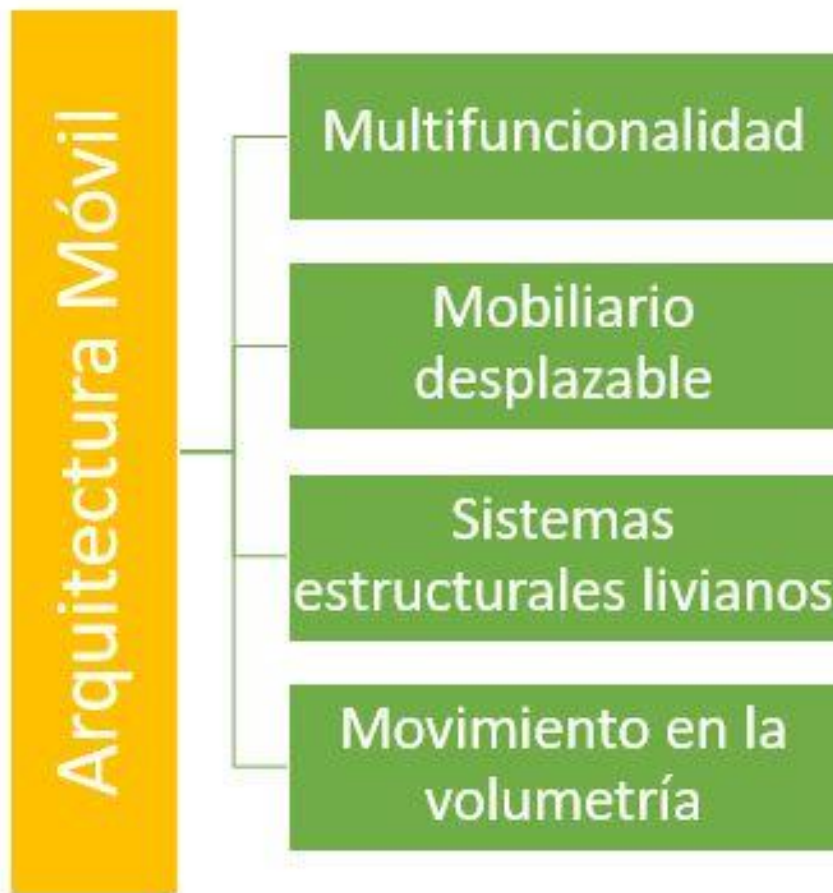 Arquitectura Móvil
Multifuncionalidad
Mobiliario
desplazable
Sistemas
estructurales livianos
Movimiento en la
volumetría